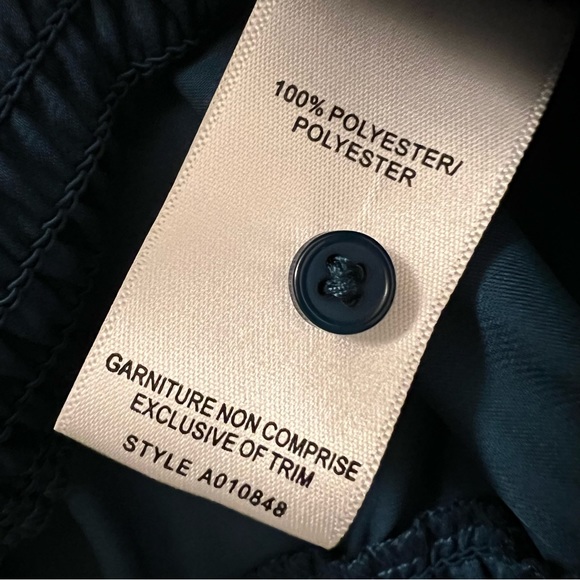 100% POLYESTER/
POLYESTER
GARNITURE NON COMPRISE
EXCLUSIVE OF TRIM
STYLE A010848